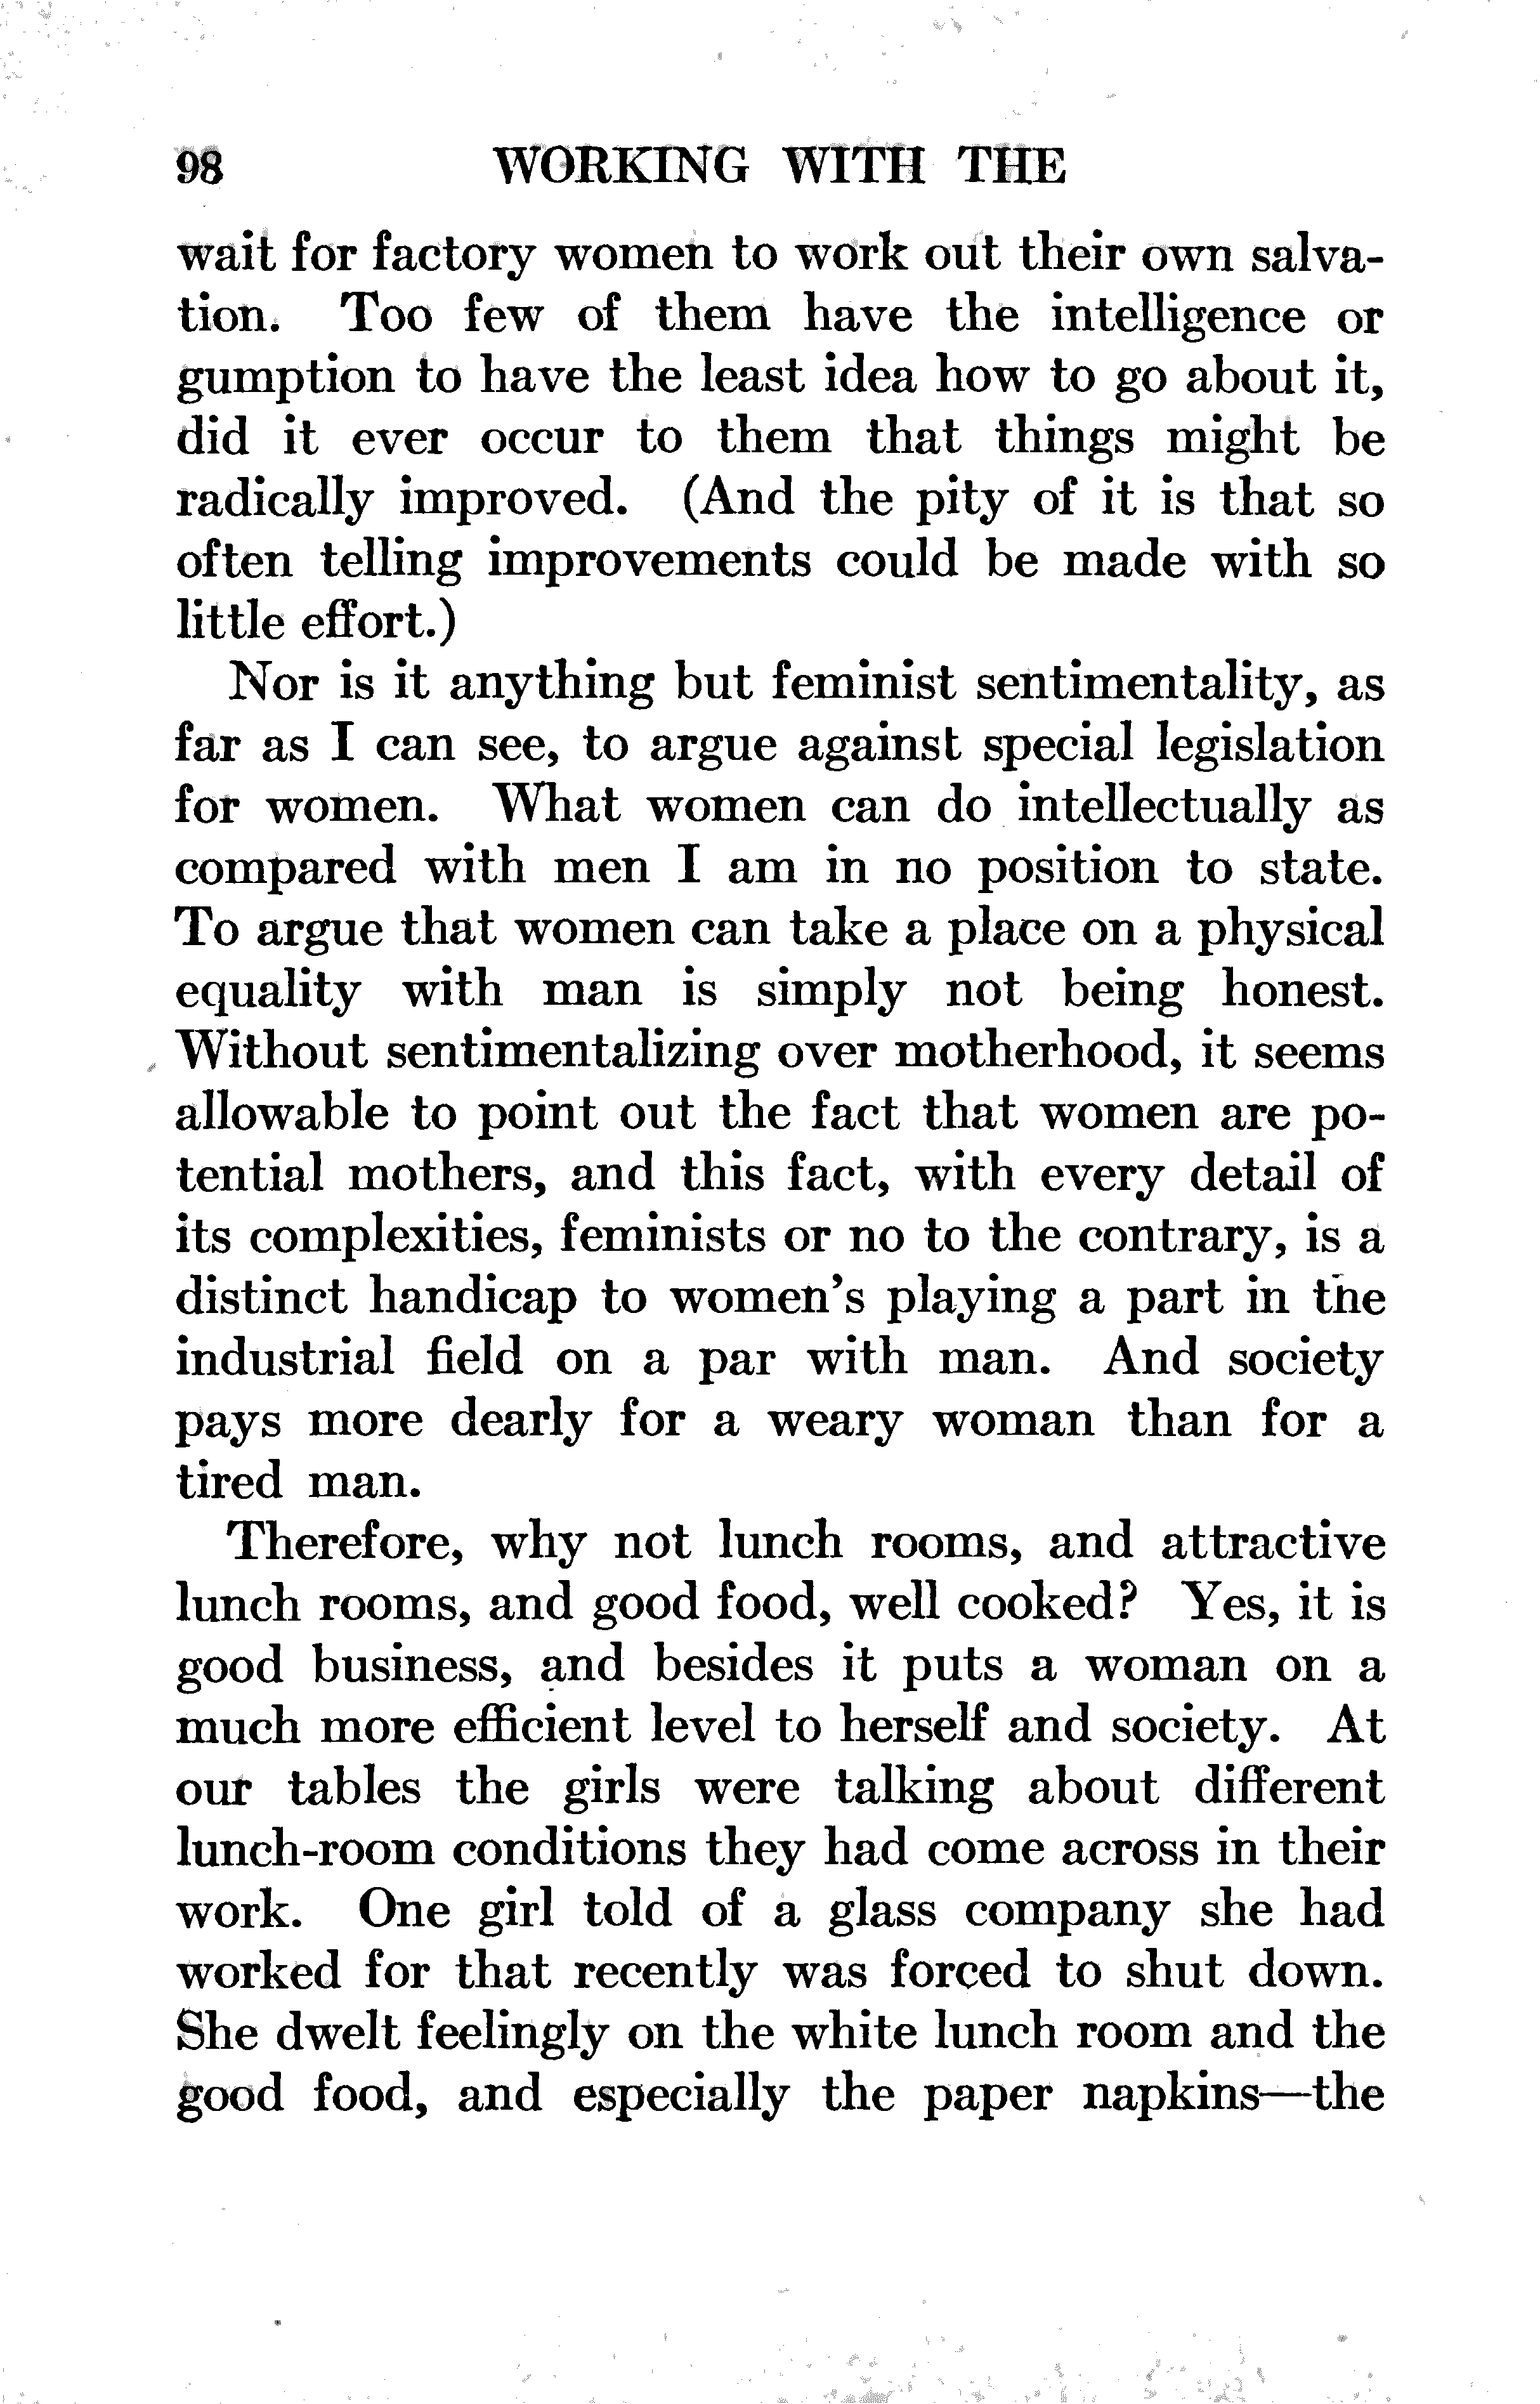 98 WORKING WITH THE
wait for factory women to work out their own salva-
tion. Too few of them have the intelligence or
gumption to have the least idea how to go about it,
did it ever occur to them that things might be
radically improved. (And the pity of it is that so
often telling improvements could be made with so
little effort.)
Nor is it anything but feminist sentimentality, as
far as I can see, to argue against special legislation
for women. What women can do intellectually as
compared with men I am in no position to state.
To argue that women can take a place on a physical
equality with man is simply not being honest.
Without sentimentalizing over motherhood, it seems
allowable to point out the fact that women are po-
tential mothers, and this fact, with every detail of
its complexities, feminists or no to the contrary, is a
distinct handicap to women's playing a part in the
industrial field on a par with man. And society
pays more dearly for a weary woman than for a
tired man.
Therefore, why not lunch rooms, and attractive
lunch rooms, and good food, well cooked? Yes, it is
good business, and besides it puts a woman on a
much more efficient level to herself and society. At
our tables the girls were talking about different
lunch-room conditions they had come across in their
work. One girl told of a glass company she had
worked for that recently was forced to shut down.
She dwelt feelingly on the white lunch room and the
good food, and especially the paper napkins—the